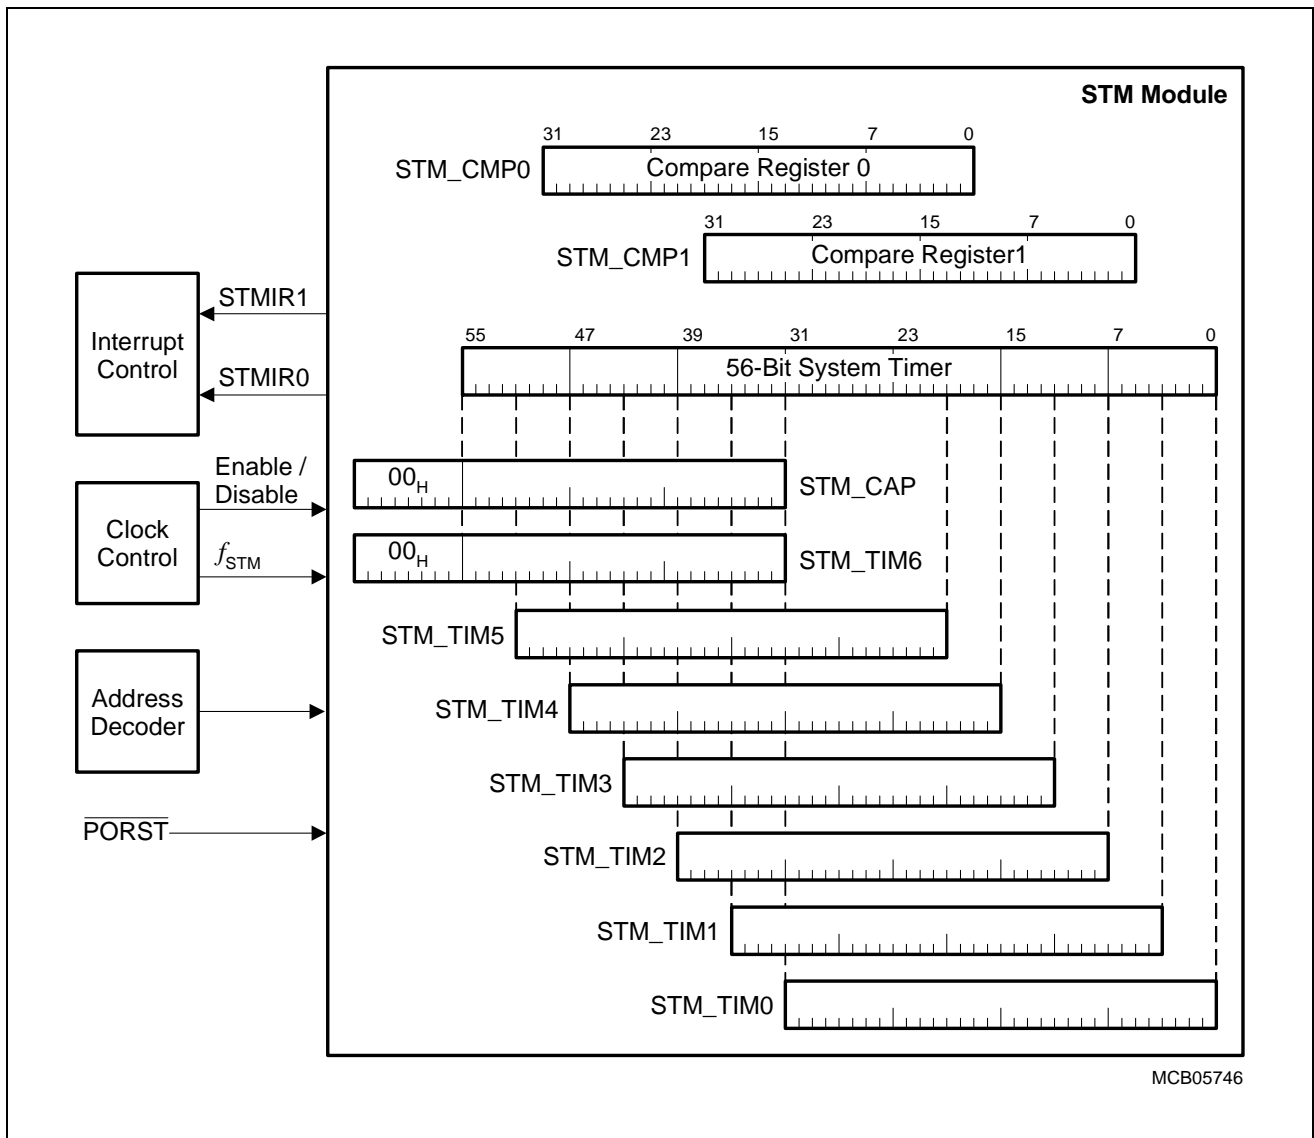 STM Module
31 23 15 7 0
STM_CMP0 Compare Register 0
31 23 15 7 0
STM_CMP1 Compare Register1
STMIR1
Interrupt
Control
STMIR0
55 47 39 31 23 15 7 0
56-Bit System Timer
Enable /
Disable
Clock
Control
fSTM
00H STM_CAP
00H STM_TIM6
STM_TIM5
Address
Decoder
STM_TIM4
STM_TIM3
PORST
STM_TIM2
STM_TIM1
STM_TIM0
MCB05746